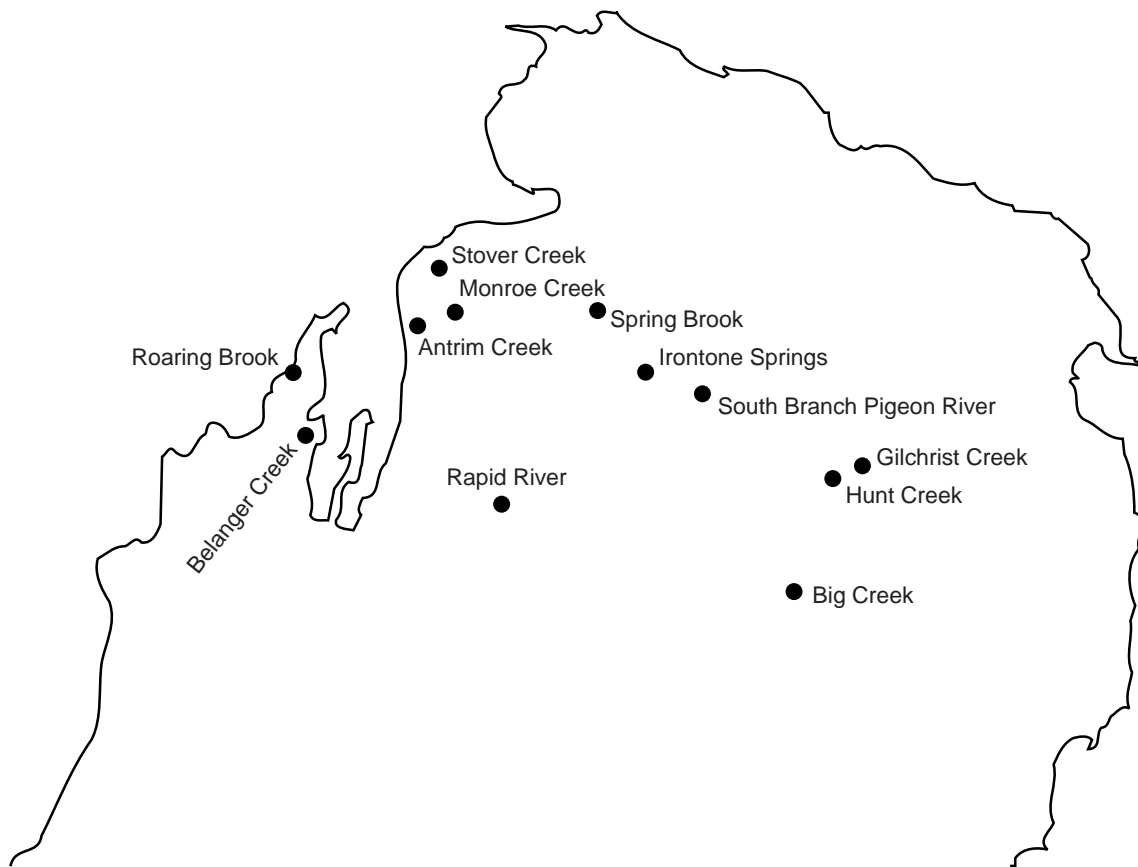 Stover Creek
Monroe Creek
Spring Brook
Antrim Creek
Roaring Brook
Irontone Springs
South Branch Pigeon River
Belanger Creek
Gilchrist Creek
Rapid River
Hunt Creek
Big Creek